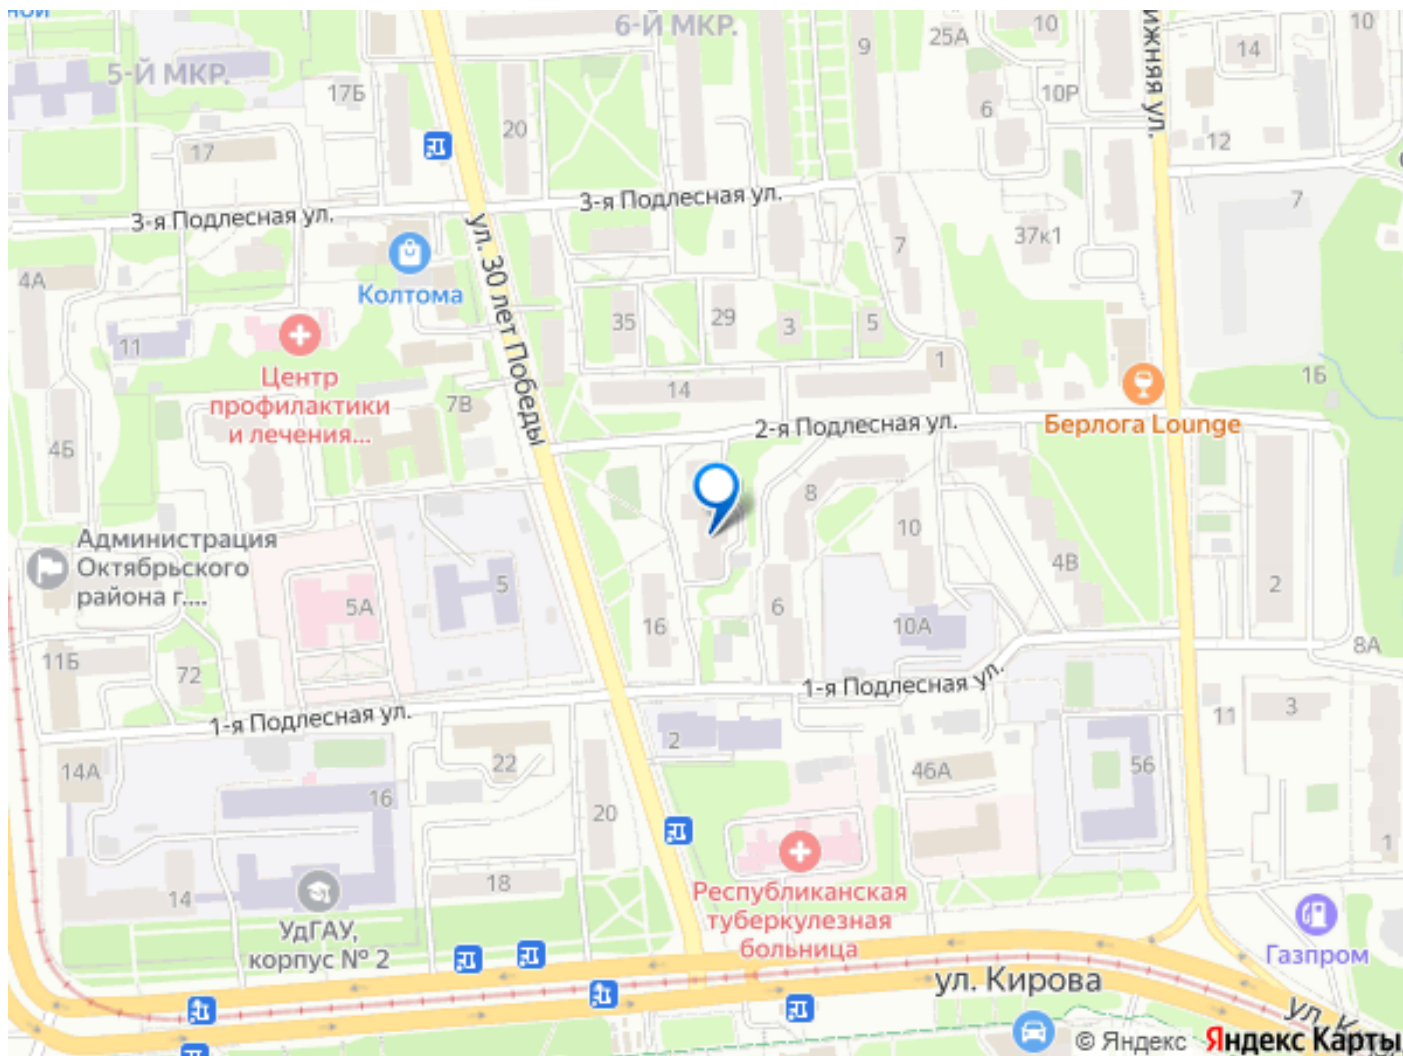 ной
6-Й МКР.
10
10
9
25А
14
5-Й МКР.
17Б
10Р
6
20
12
17
ул. Нижняя
3-я Подлесная ул.
3-я Подлесная ул.
7
37к1
7
4А
Колтома
ул. 30 лет Победы
35
29
3
5
11
1
1Б
Центр
профилактики
и лечения...
14
7В
2-я Подлесная ул.
Берлога Lounge
4Б
8
10
Администрация
Октябрьского
района г....
5
5А
4В
2
6
16
10А
8А
11Б
72
1-я Подлесная ул.
1-я Подлесная ул.
3
11
2
22
14А
46А
56
16
20
1
18
14
Республиканская
туберкулезная
больница
УдГАУ,
корпус № 2
Газпром
ул. Кирова
© Яндекс
Яндекс Карты